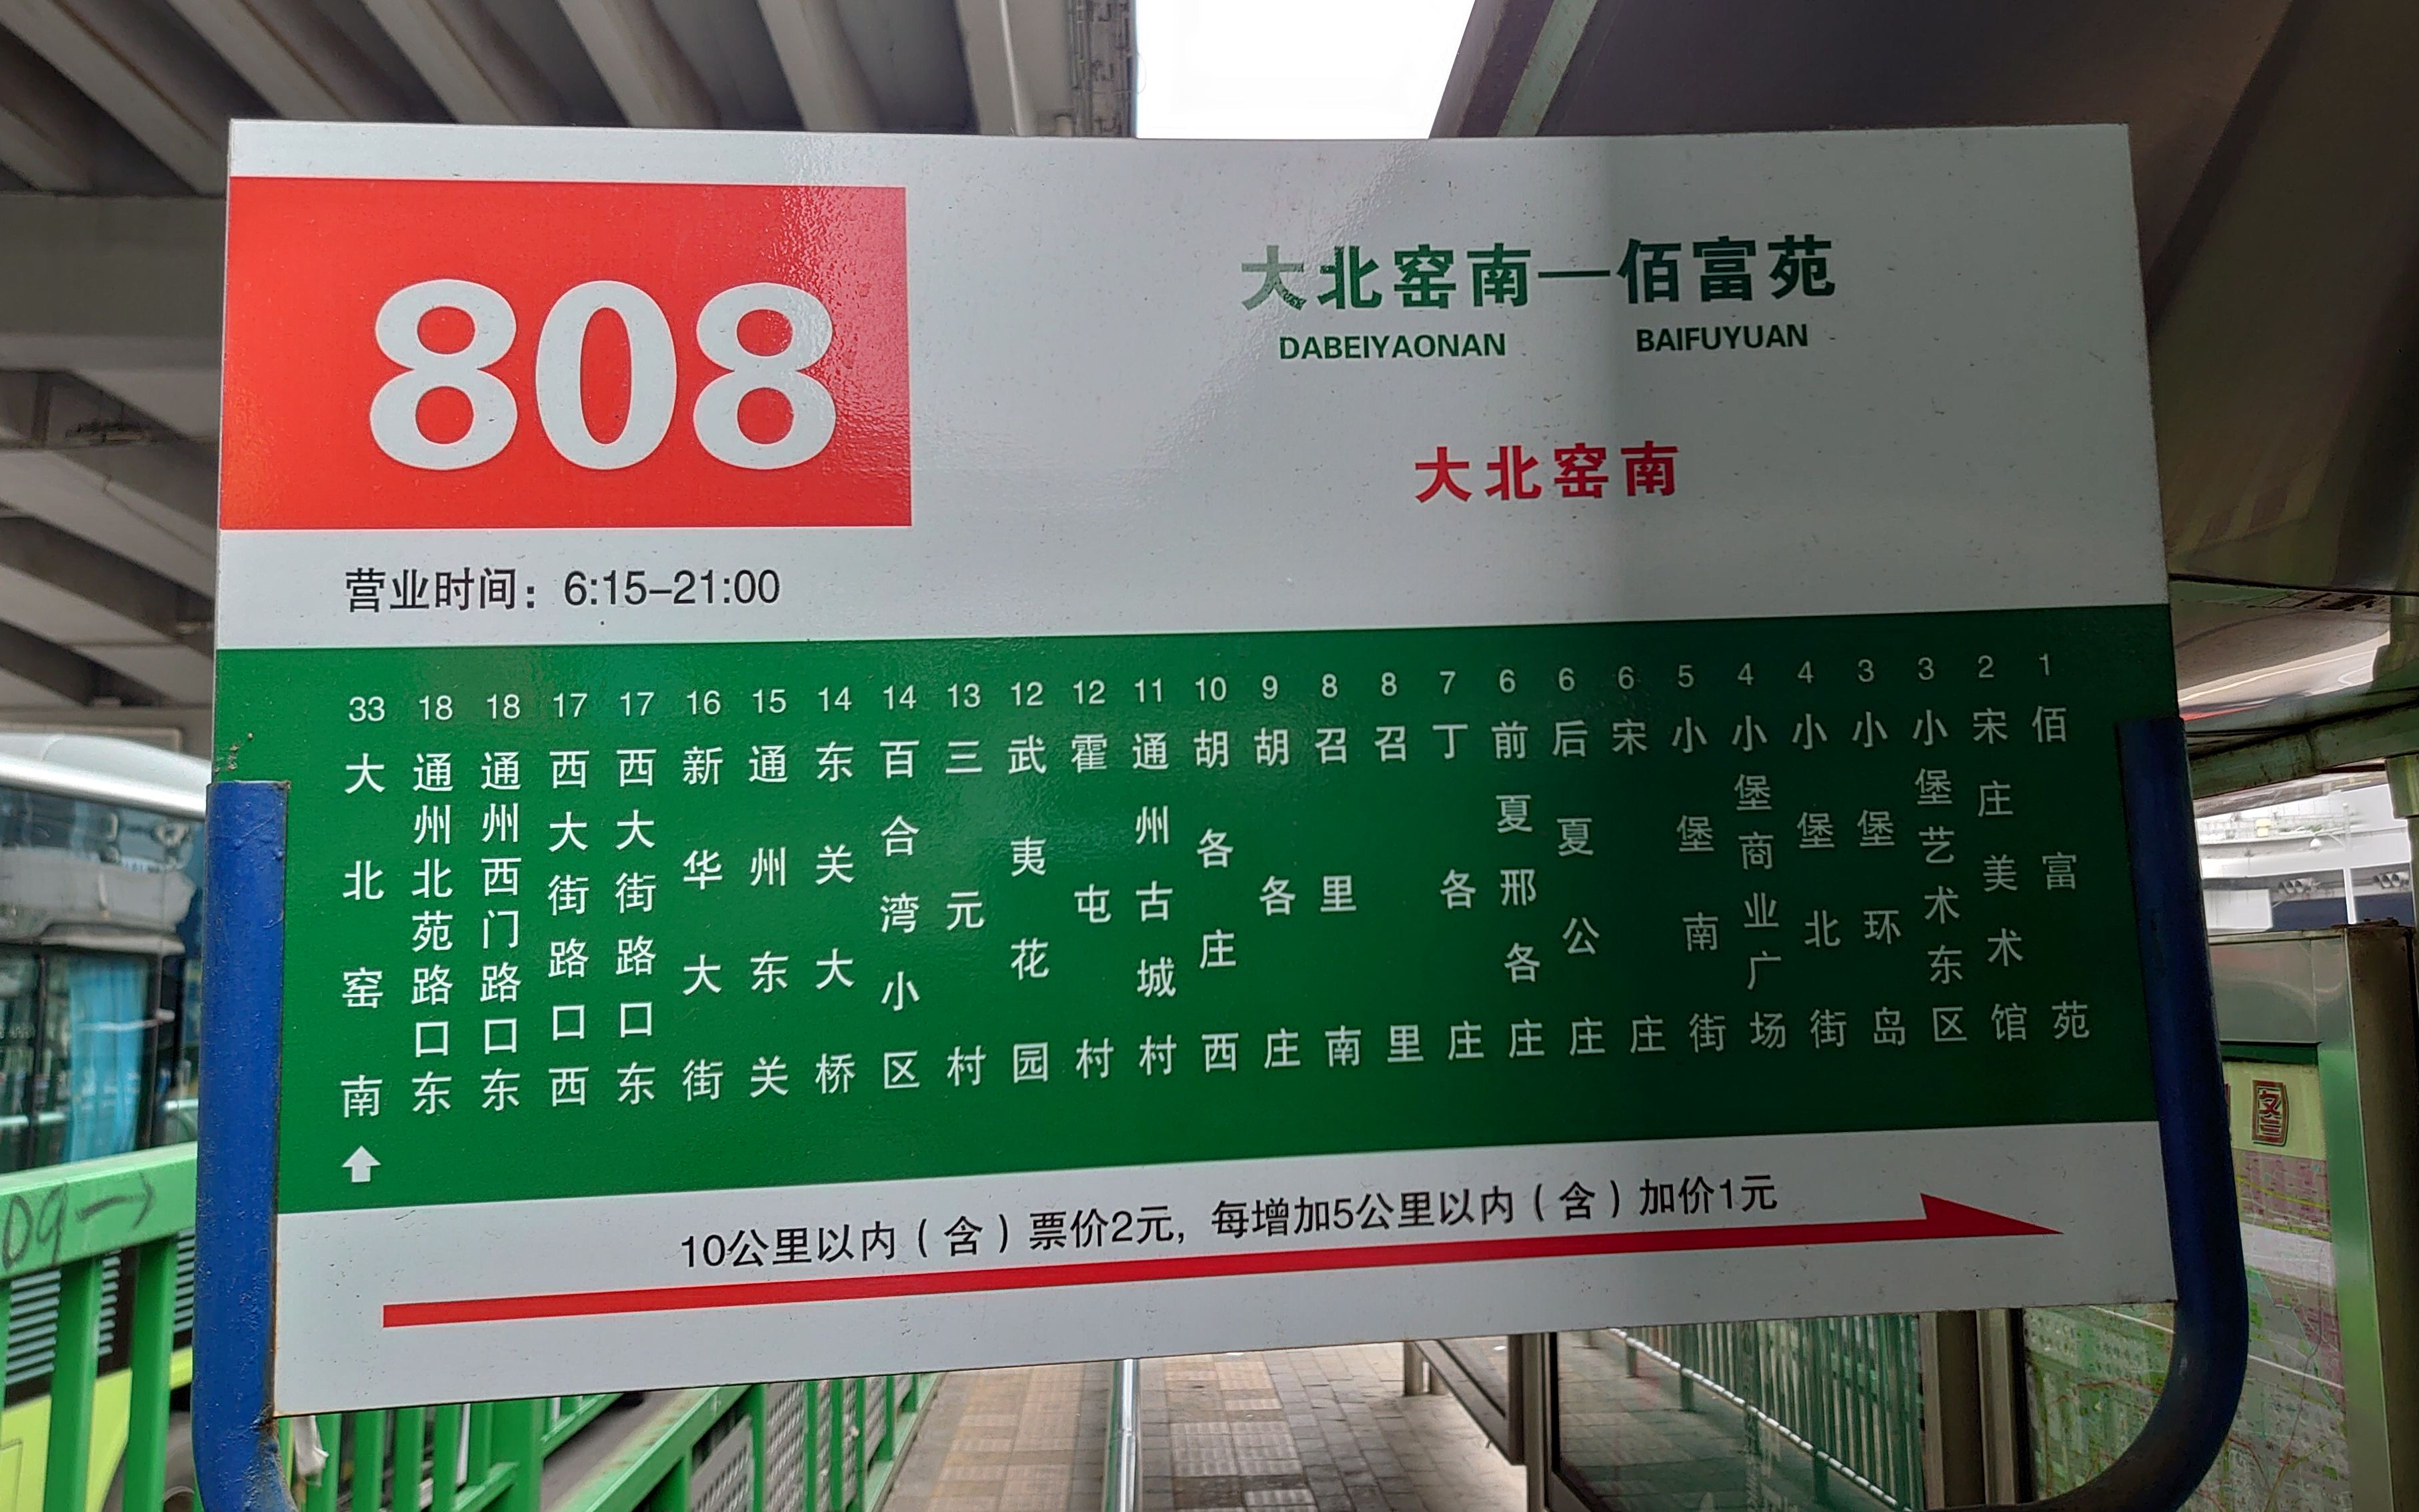 808
大北窑南—佰富苑
DABEIYAONAN BAIFUYUAN
大北窑南
营业时间：6:15–21:00
33 大北窑南
18 通州北苑路口东
18 通州西门路口东
17 西大街路口西
17 西大街路口东
16 新华大街
15 通州东关
14 东关大桥
14 百合湾小区
13 三元村
12 武夷花园
12 霍屯村
11 通州古城村
10 胡各庄西
9 胡各庄
8 召里南
8 召里
7 丁各庄
6 前夏邢各庄
6 后夏公庄
6 宋庄
5 小堡南街
4 小堡商业广场
4 小堡北街
3 小堡环岛
3 小堡艺术东区
2 宋庄美术馆
1 佰富苑
10公里以内（含）票价2元，每增加5公里以内（含）加价1元
09→